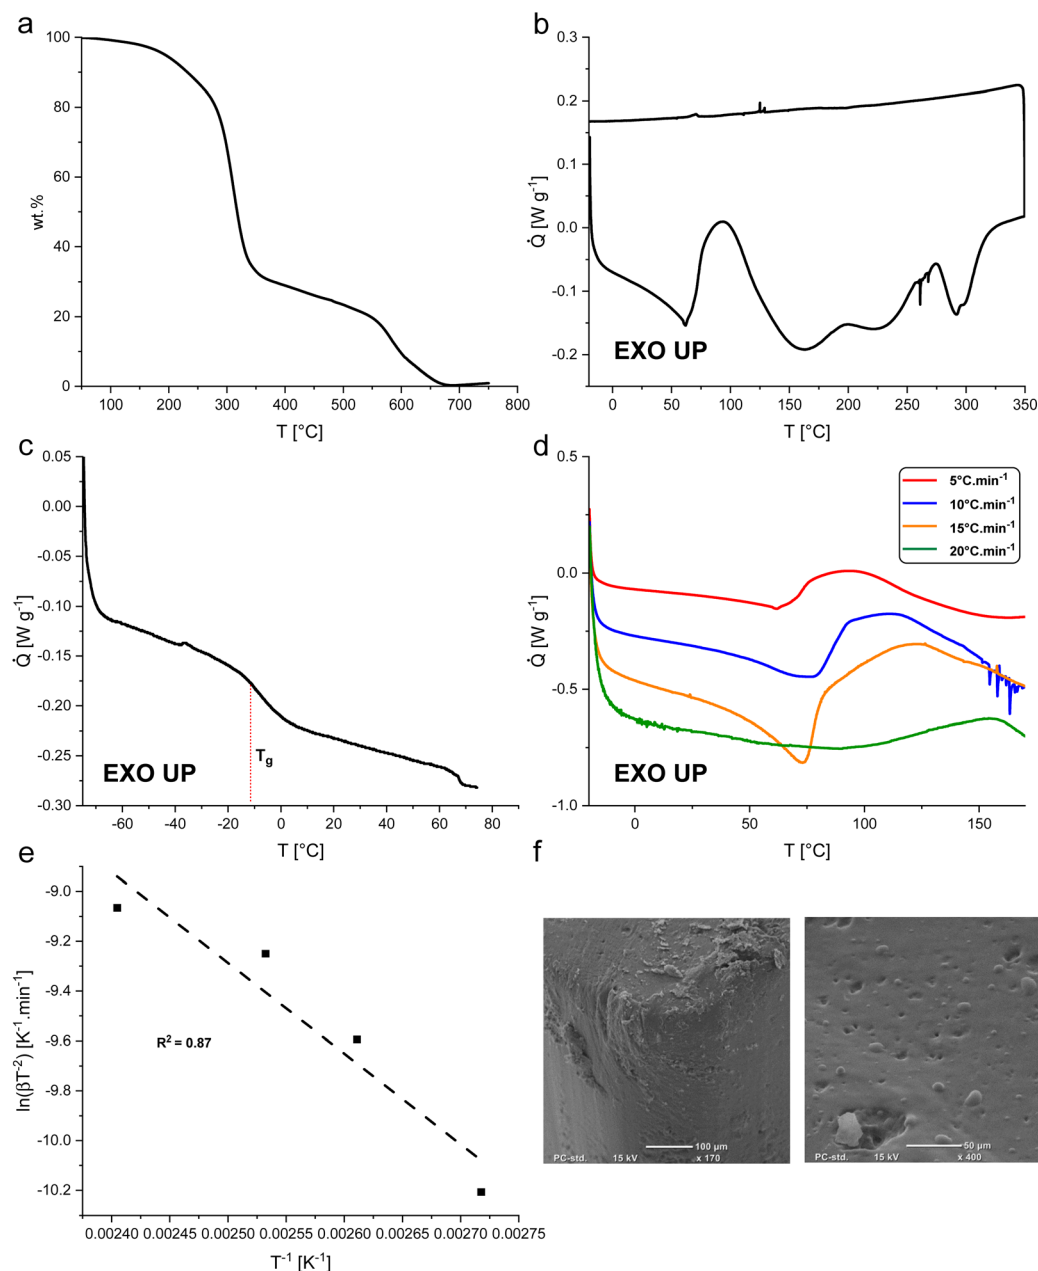 a
100
80
60
40
20
0
wt.%
100 200 300 400 500 600 700 800
T [°C]
b
0.3
0.2
0.1
0.0
-0.1
-0.2
Q̇ [W g⁻¹]
EXO UP
0 50 100 150 200 250 300 350
T [°C]
c
0.05
0.00
-0.05
-0.10
-0.15
-0.20
-0.25
-0.30
Q̇ [W g⁻¹]
Tg
EXO UP
-60 -40 -20 0 20 40 60 80
T [°C]
d
0.5
0.0
-0.5
-1.0
Q̇ [W g⁻¹]
5°C.min⁻¹
10°C.min⁻¹
15°C.min⁻¹
20°C.min⁻¹
EXO UP
0 50 100 150
T [°C]
e
-9.0
-9.2
-9.4
-9.6
-9.8
-10.0
-10.2
ln(βT⁻²) [K⁻¹.min⁻¹]
R² = 0.87
0.00240 0.00245 0.00250 0.00255 0.00260 0.00265 0.00270 0.00275
T⁻¹ [K⁻¹]
f
100 µm
PC-std. 15 kV x 170
50 µm
PC-std. 15 kV x 400